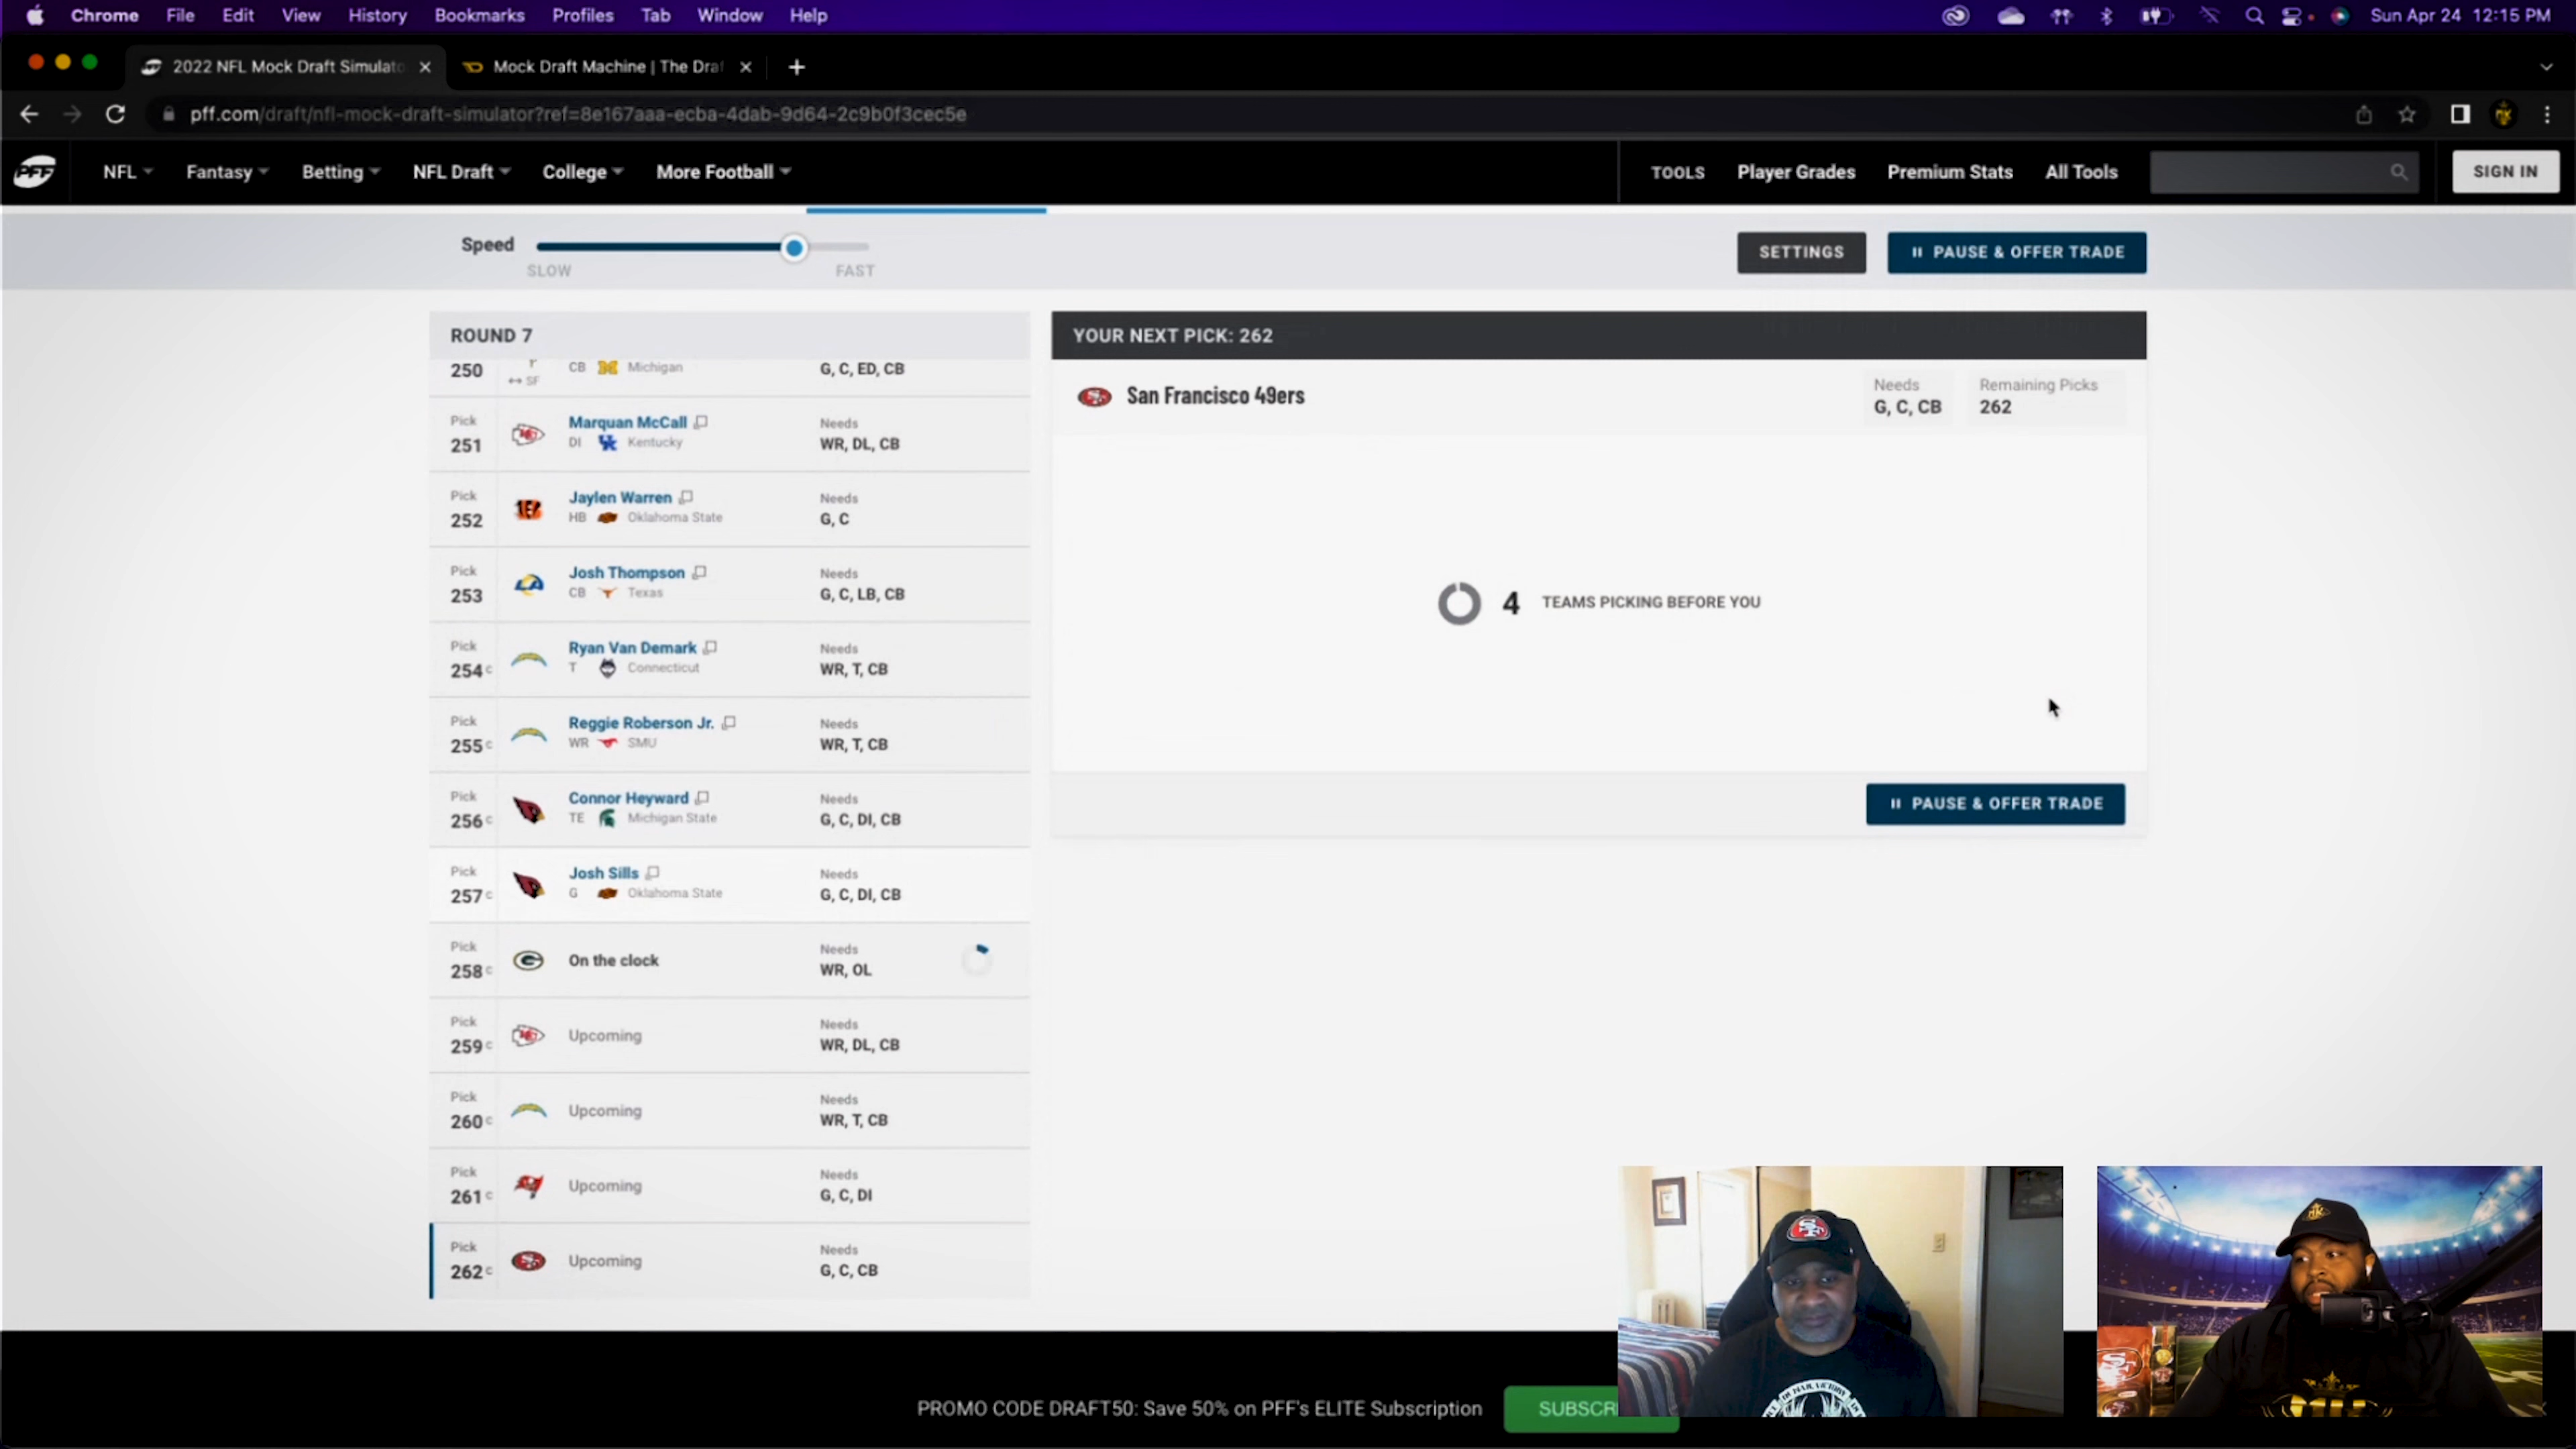 Chrome File Edit View History Bookmarks Profiles Tab Window Help Sun Apr 24 12:15 PM
2022 NFL Mock Draft Simulato Mock Draft Machine | The Dra
pff.com/draft/nfl-mock-draft-simulator?ref=8e167aaa-ecba-4dab-9d64-2c9b0f3cec5e
PFF NFL Fantasy Betting NFL Draft College More Football TOOLS Player Grades Premium Stats All Tools SIGN IN
Speed
SLOW FAST
SETTINGS PAUSE & OFFER TRADE
ROUND 7
250 CB Michigan G, C, ED, CB
↔ SF
Pick Marquan McCall Needs
251 DI Kentucky WR, DL, CB
Pick Jaylen Warren Needs
252 HB Oklahoma State G, C
Pick Josh Thompson Needs
253 CB Texas G, C, LB, CB
Pick Ryan Van Demark Needs
254 c T Connecticut WR, T, CB
Pick Reggie Roberson Jr. Needs
255 c WR SMU WR, T, CB
Pick Connor Heyward Needs
256 c TE Michigan State G, C, DI, CB
Pick Josh Sills Needs
257 c G Oklahoma State G, C, DI, CB
Pick Needs
258 c On the clock WR, OL
Pick Needs
259 c Upcoming WR, DL, CB
Pick Needs
260 c Upcoming WR, T, CB
Pick Needs
261 c Upcoming G, C, DI
Pick Needs
262 c Upcoming G, C, CB
YOUR NEXT PICK: 262
San Francisco 49ers
Needs
G, C, CB
Remaining Picks
262
4 TEAMS PICKING BEFORE YOU
PAUSE & OFFER TRADE
PROMO CODE DRAFT50: Save 50% on PFF's ELITE Subscription SUBSCRI